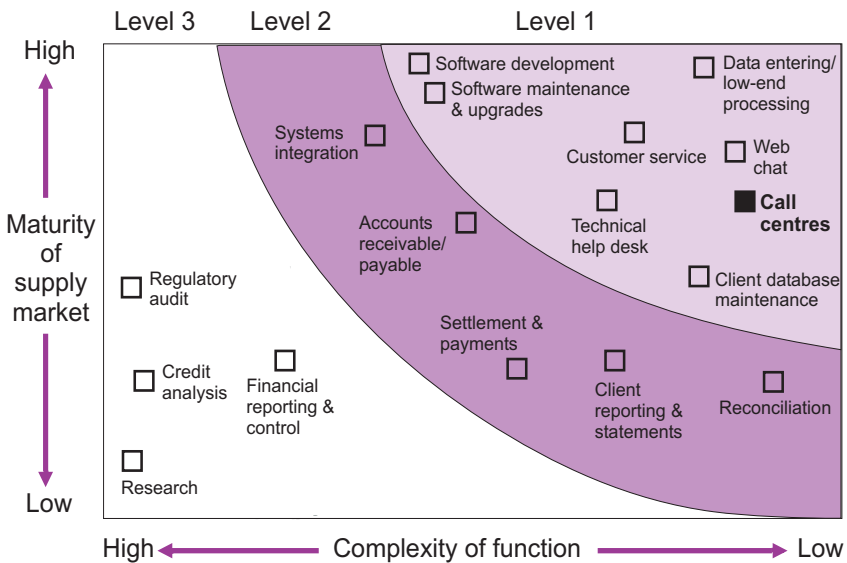 Level 3
Level 2
Level 1
High
Maturity
of
supply
market
Low
Software development
Software maintenance
& upgrades
Data entering/
low-end
processing
Systems
integration
Customer service
Web
chat
Accounts
receivable/
payable
Technical
help desk
Call
centres
Regulatory
audit
Client database
maintenance
Settlement &
payments
Credit
analysis
Financial
reporting &
control
Client
reporting &
statements
Reconciliation
Research
High
Complexity of function
Low